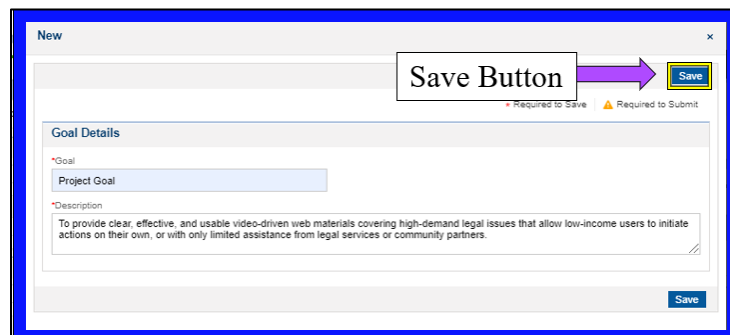 New ×
Save Button
Save
* Required to Save Required to Submit
Goal Details
*Goal
Project Goal
*Description
To provide clear, effective, and usable video-driven web materials covering high-demand legal issues that allow low-income users to initiate
actions on their own, or with only limited assistance from legal services or community partners.
Save